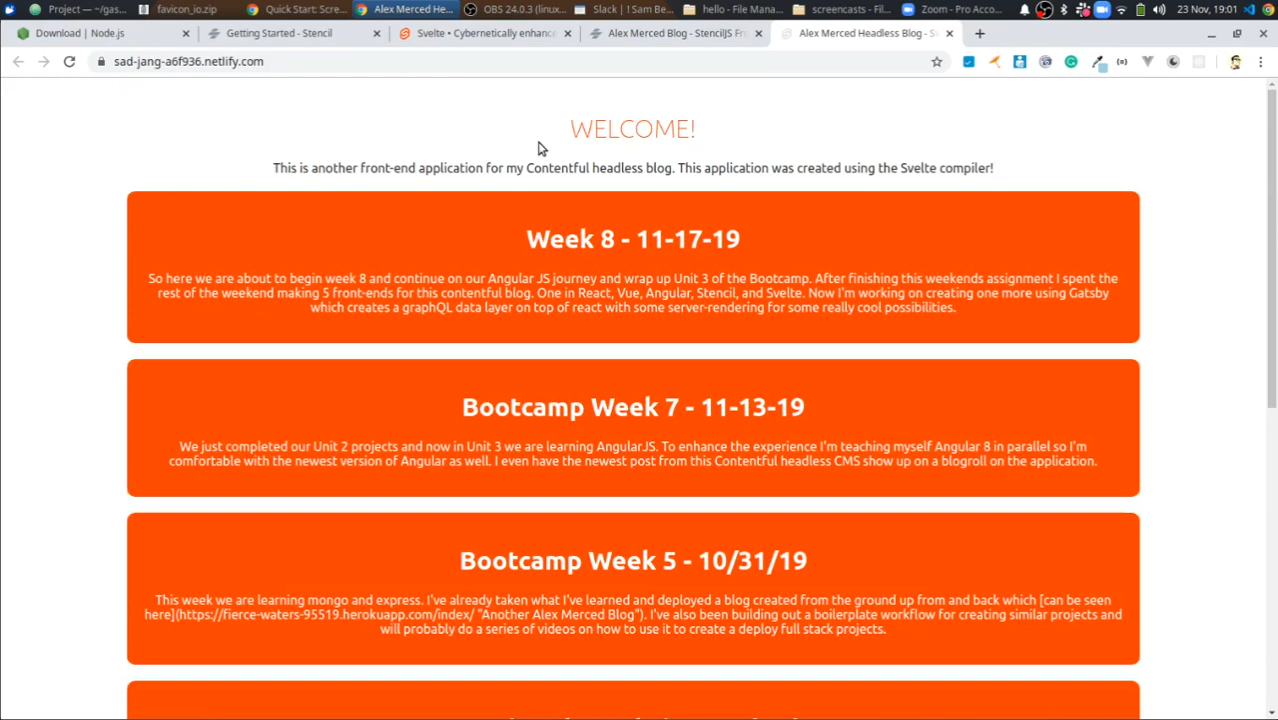 Project — ~/gas...
favicon_io.zip
Quick Start: Scre...
Alex Merced He...
OBS 24.0.3 (linux...
Slack | ! Sam Be...
hello - File Mana...
screencasts - Fil...
Zoom - Pro Acco...
23 Nov, 19:01
Download | Node.js
Getting Started - Stencil
Svelte • Cybernetically enhance
Alex Merced Blog - StencilJS Fr
Alex Merced Headless Blog - S
sad-jang-a6f936.netlify.com
WELCOME!
This is another front-end application for my Contentful headless blog. This application was created using the Svelte compiler!
Week 8 - 11-17-19
So here we are about to begin week 8 and continue on our Angular JS journey and wrap up Unit 3 of the Bootcamp. After finishing this weekends assignment I spent the
rest of the weekend making 5 front-ends for this contentful blog. One in React, Vue, Angular, Stencil, and Svelte. Now I'm working on creating one more using Gatsby
which creates a graphQL data layer on top of react with some server-rendering for some really cool possibilities.
Bootcamp Week 7 - 11-13-19
We just completed our Unit 2 projects and now in Unit 3 we are learning AngularJS. To enhance the experience I'm teaching myself Angular 8 in parallel so I'm
comfortable with the newest version of Angular as well. I even have the newest post from this Contentful headless CMS show up on a blogroll on the application.
Bootcamp Week 5 - 10/31/19
This week we are learning mongo and express. I've already taken what I've learned and deployed a blog created from the ground up from and back which [can be seen
here](https://fierce-waters-95519.herokuapp.com/index/ "Another Alex Merced Blog"). I've also been building out a boilerplate workflow for creating similar projects and
will probably do a series of videos on how to use it to create a deploy full stack projects.